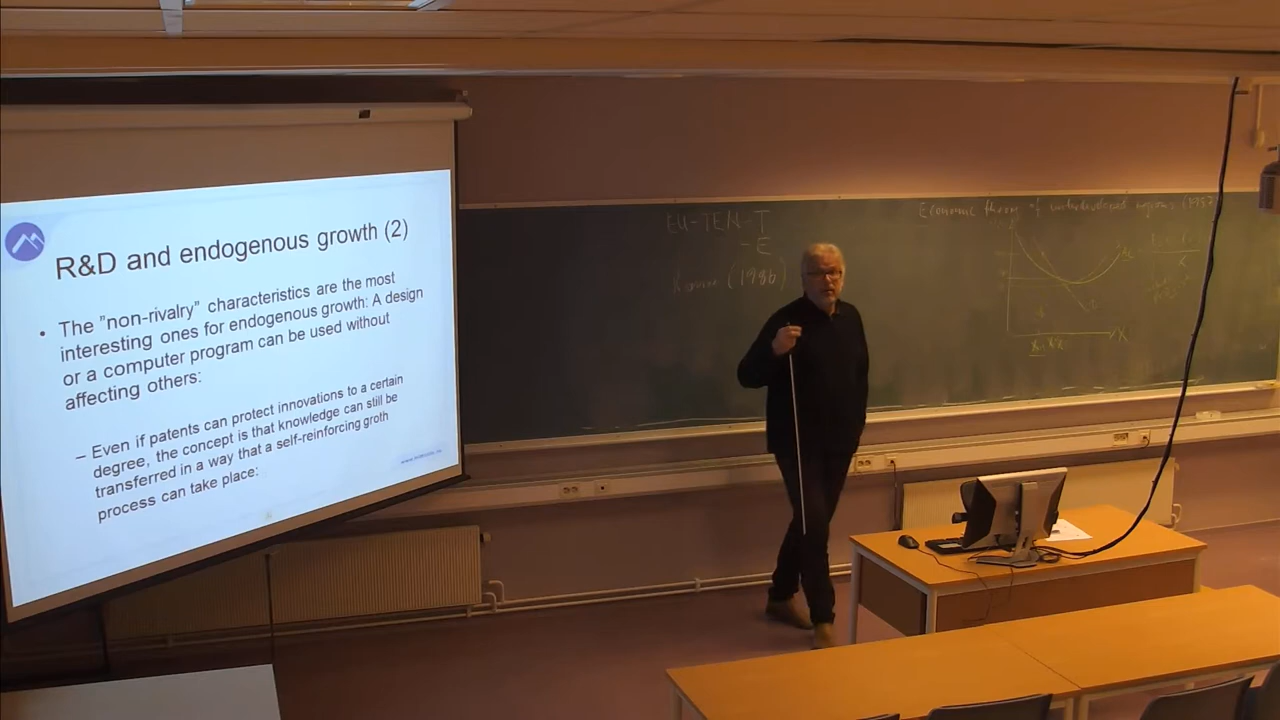 R&D and endogenous growth (2)
• The "non-rivalry" characteristics are the most
interesting ones for endogenous growth: A design
or a computer program can be used without
affecting others:
– Even if patents can protect innovations to a certain
degree, the concept is that knowledge can still be
transferred in a way that a self-reinforcing groth
process can take place:
EU-TEN-T
-E
(1986)
Economic theory of